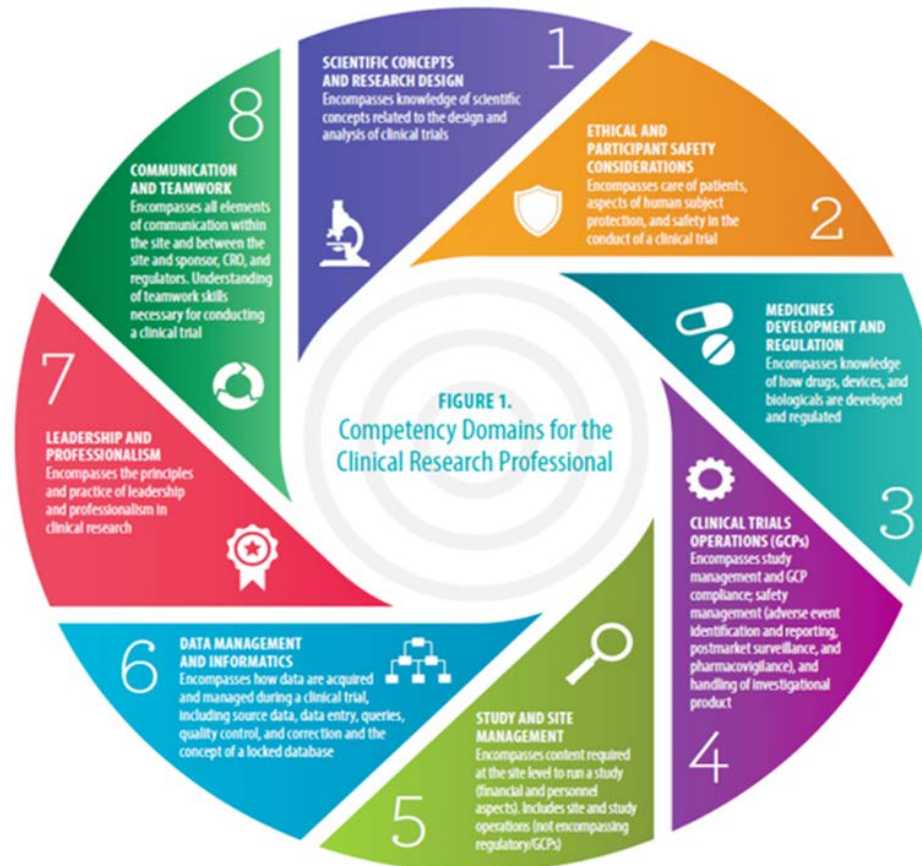 1
SCIENTIFIC CONCEPTS
AND RESEARCH DESIGN
Encompasses knowledge of scientific
concepts related to the design and
analysis of clinical trials
2
ETHICAL AND
PARTICIPANT SAFETY
CONSIDERATIONS
Encompasses care of patients,
aspects of human subject
protection, and safety in the
conduct of a clinical trial
3
MEDICINES
DEVELOPMENT AND
REGULATION
Encompasses knowledge
of how drugs, devices, and
biologicals are developed
and regulated
4
CLINICAL TRIALS
OPERATIONS (GCPs)
Encompasses study
management and GCP
compliance; safety
management (adverse event
identification and reporting,
postmarket surveillance, and
pharmacovigilance), and
handling of investigational
product
5
STUDY AND SITE
MANAGEMENT
Encompasses content required
at the site level to run a study
(financial and personnel
aspects). Includes site and study
operations (not encompassing
regulatory/GCPs)
6
DATA MANAGEMENT
AND INFORMATICS
Encompasses how data are acquired
and managed during a clinical trial,
including source data, data entry, queries,
quality control, and correction and the
concept of a locked database
7
LEADERSHIP AND
PROFESSIONALISM
Encompasses the principles
and practice of leadership
and professionalism in
clinical research
8
COMMUNICATION
AND TEAMWORK
Encompasses all elements
of communication within
the site and between the
site and sponsor, CRO, and
regulators. Understanding
of teamwork skills
necessary for conducting
a clinical trial
FIGURE 1.
Competency Domains for the
Clinical Research Professional